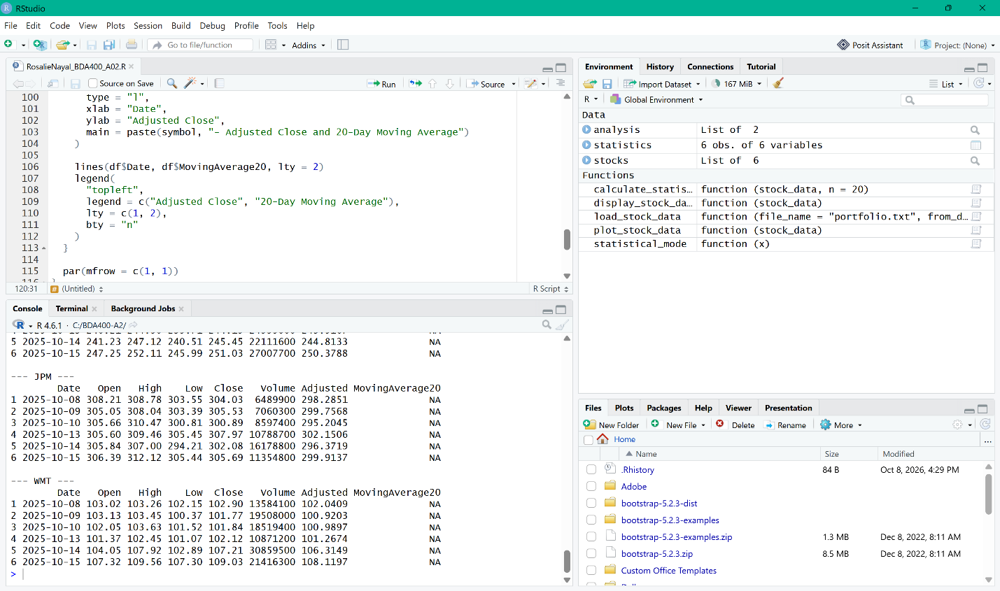 RStudio
File Edit Code View Plots Session Build Debug Profile Tools Help
Go to file/function Addins Posit Assistant Project: (None)
RosalieNayal_BDA400_A02.R
Source on Save Run Source
100 type = "l",
101 xlab = "Date",
102 ylab = "Adjusted Close",
103 main = paste(symbol, "- Adjusted Close and 20-Day Moving Average")
104 )
105
106 lines(df$Date, df$MovingAverage20, lty = 2)
107 legend(
108 "topleft",
109 legend = c("Adjusted Close", "20-Day Moving Average"),
110 lty = c(1, 2),
111 bty = "n"
112 )
113 }
114
115 par(mfrow = c(1, 1))
120:31 # (Untitled) R Script
Console Terminal Background Jobs
R 4.6.1 · C:/BDA400-A2/
5 2025-10-14 241.23 247.12 240.51 245.45 22111600 244.8133 NA
6 2025-10-15 247.25 252.11 245.99 251.03 27007700 250.3788 NA
--- JPM ---
Date Open High Low Close Volume Adjusted MovingAverage20
1 2025-10-08 308.21 308.78 303.55 304.03 6489900 298.2851 NA
2 2025-10-09 305.05 308.04 303.39 305.53 7060300 299.7568 NA
3 2025-10-10 305.66 310.47 300.81 300.89 8597400 295.2045 NA
4 2025-10-13 305.60 309.46 305.45 307.97 10788700 302.1506 NA
5 2025-10-14 305.84 307.00 294.21 302.08 16178800 296.3719 NA
6 2025-10-15 306.39 312.12 305.44 305.69 11354800 299.9137 NA
--- WMT ---
Date Open High Low Close Volume Adjusted MovingAverage20
1 2025-10-08 103.02 103.26 102.15 102.90 13584100 102.0409 NA
2 2025-10-09 103.13 103.45 100.37 101.77 19508000 100.9203 NA
3 2025-10-10 102.05 103.63 101.52 101.84 18519400 100.9897 NA
4 2025-10-13 101.37 102.45 101.07 102.12 10871200 101.2674 NA
5 2025-10-14 104.05 107.92 102.89 107.21 30859500 106.3149 NA
6 2025-10-15 107.32 109.56 107.30 109.03 21416300 108.1197 NA
>
Environment History Connections Tutorial
Import Dataset 167 MiB List
R Global Environment
Data
analysis List of 2
statistics 6 obs. of 6 variables
stocks List of 6
Functions
calculate_statis... function (stock_data, n = 20)
display_stock_da... function (stock_data)
load_stock_data function (file_name = "portfolio.txt", from_d...
plot_stock_data function (stock_data)
statistical_mode function (x)
Files Plots Packages Help Viewer Presentation
New Folder New File Delete Rename More
Home ...
Name Size Modified
.Rhistory 84 B Oct 8, 2026, 4:29 PM
Adobe
bootstrap-5.2.3-dist
bootstrap-5.2.3-examples
bootstrap-5.2.3-examples.zip 1.3 MB Dec 8, 2022, 8:11 AM
bootstrap-5.2.3.zip 8.5 MB Dec 8, 2022, 8:11 AM
Custom Office Templates